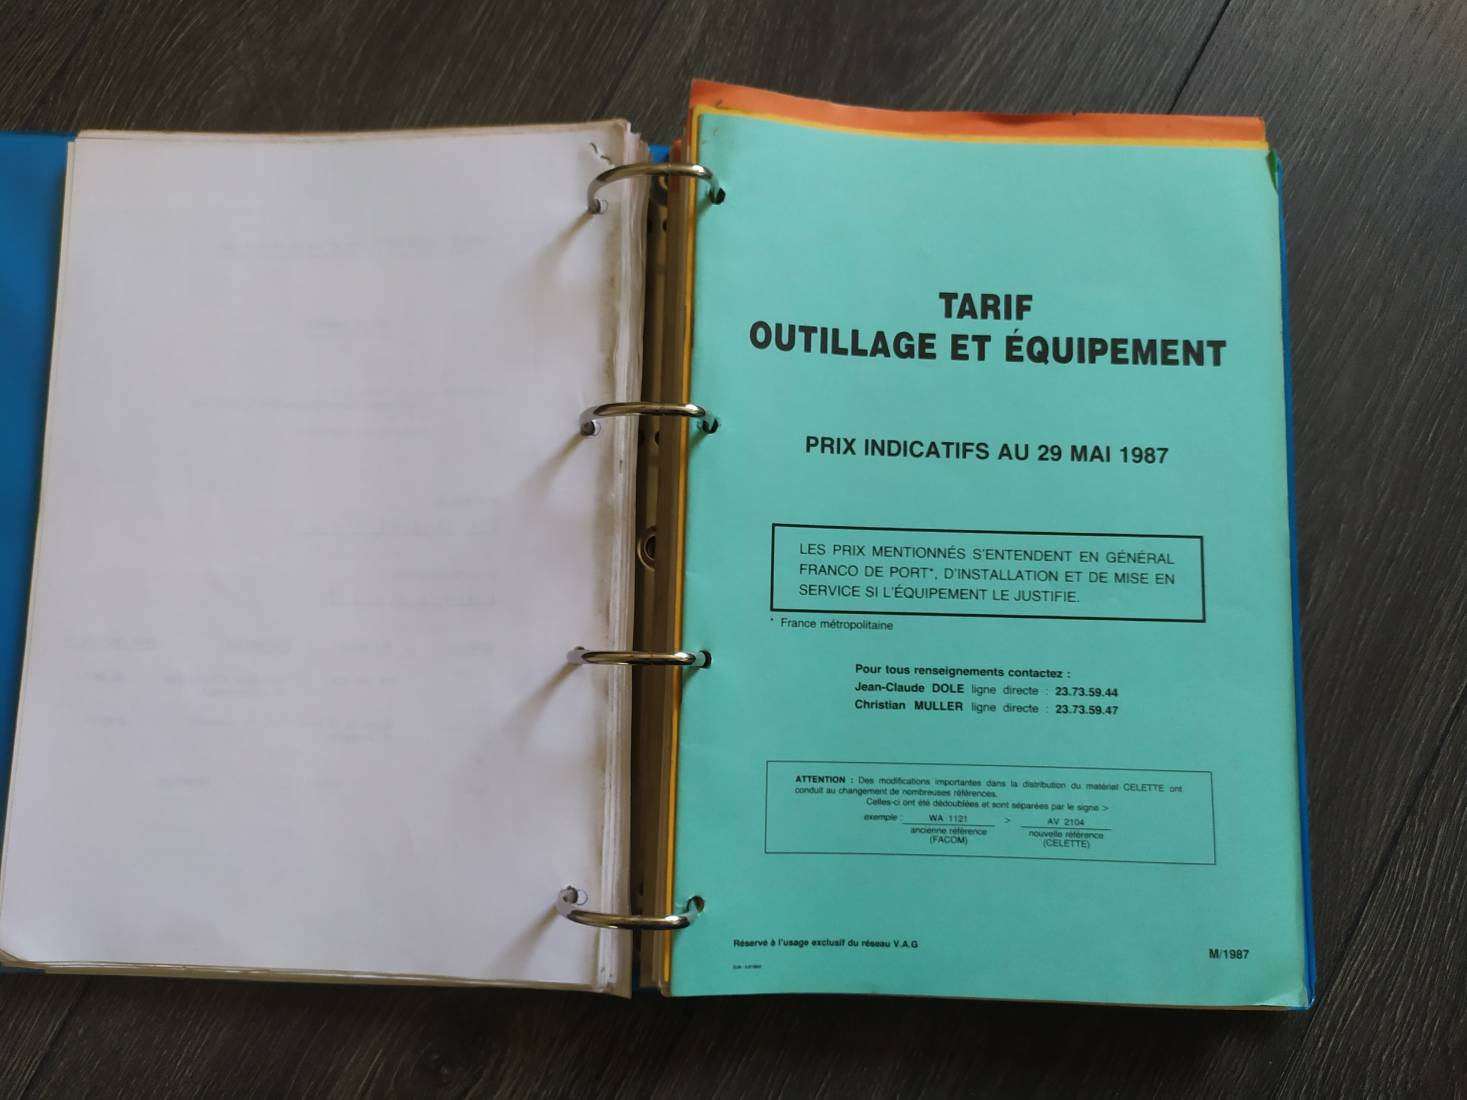 TARIF
OUTILLAGE ET ÉQUIPEMENT
PRIX INDICATIFS AU 29 MAI 1987
LES PRIX MENTIONNÉS S'ENTENDENT EN GÉNÉRAL
FRANCO DE PORT*, D'INSTALLATION ET DE MISE EN
SERVICE SI L'ÉQUIPEMENT LE JUSTIFIE.
* France métropolitaine
Pour tous renseignements contactez :
Jean-Claude DOLE ligne directe : 23.73.59.44
Christian MULLER ligne directe : 23.73.59.47
ATTENTION : Des modifications importantes dans la distribution du matériel CELETTE ont
conduit au changement de nombreuses références.
Celles-ci ont été dédoublées et sont séparées par le signe >
exemple : WA 1121 > AV 2104
ancienne référence nouvelle référence
(FACOM) (CELETTE)
Réservé à l'usage exclusif du réseau V.A.G
M/1987